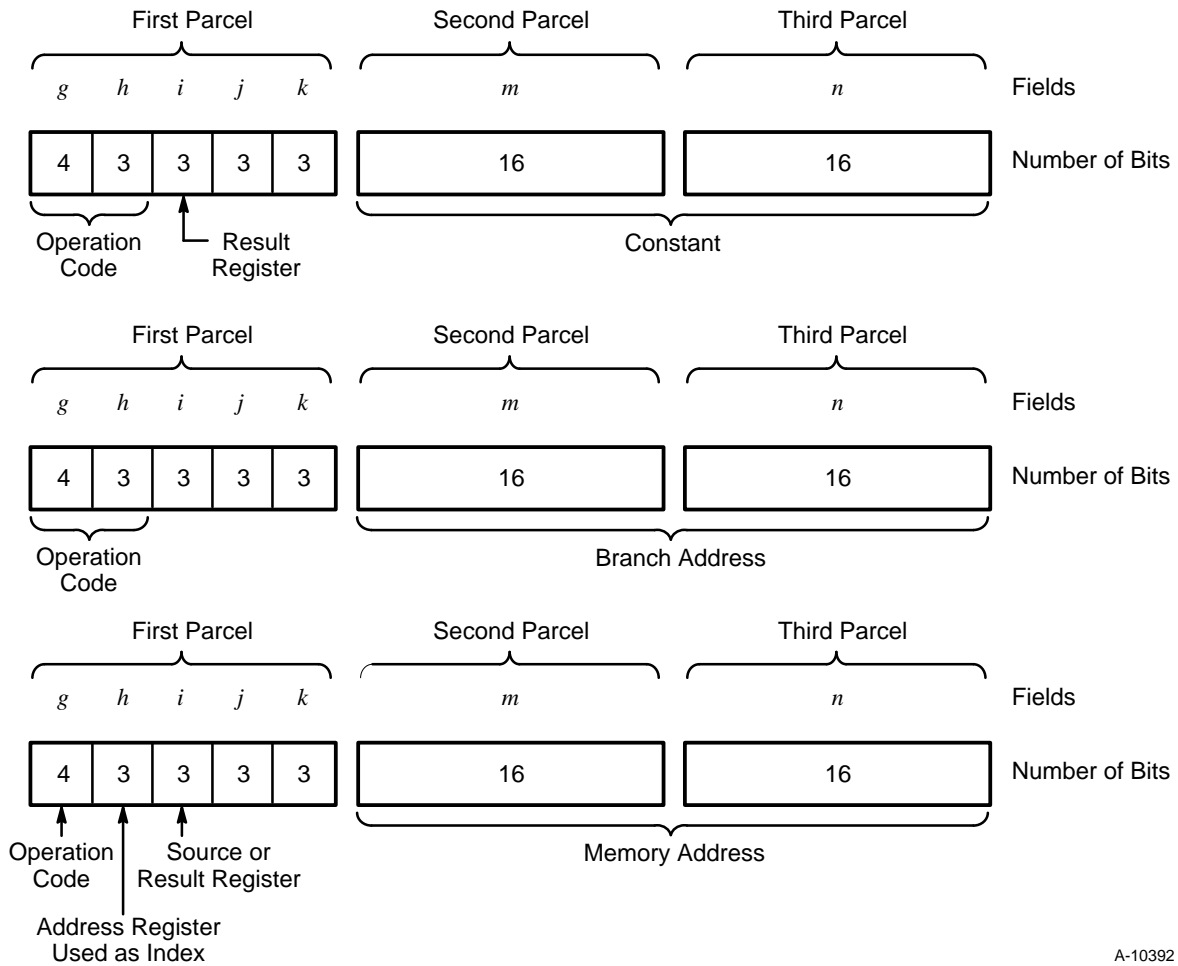 First Parcel Second Parcel Third Parcel
g h i j k m n Fields
4 3 3 3 3 16 16 Number of Bits
Operation Code Result Register Constant
First Parcel Second Parcel Third Parcel
g h i j k m n Fields
4 3 3 3 3 16 16 Number of Bits
Operation Code Branch Address
First Parcel Second Parcel Third Parcel
g h i j k m n Fields
4 3 3 3 3 16 16 Number of Bits
Operation Code Source or Result Register Memory Address
Address Register
Used as Index
A-10392